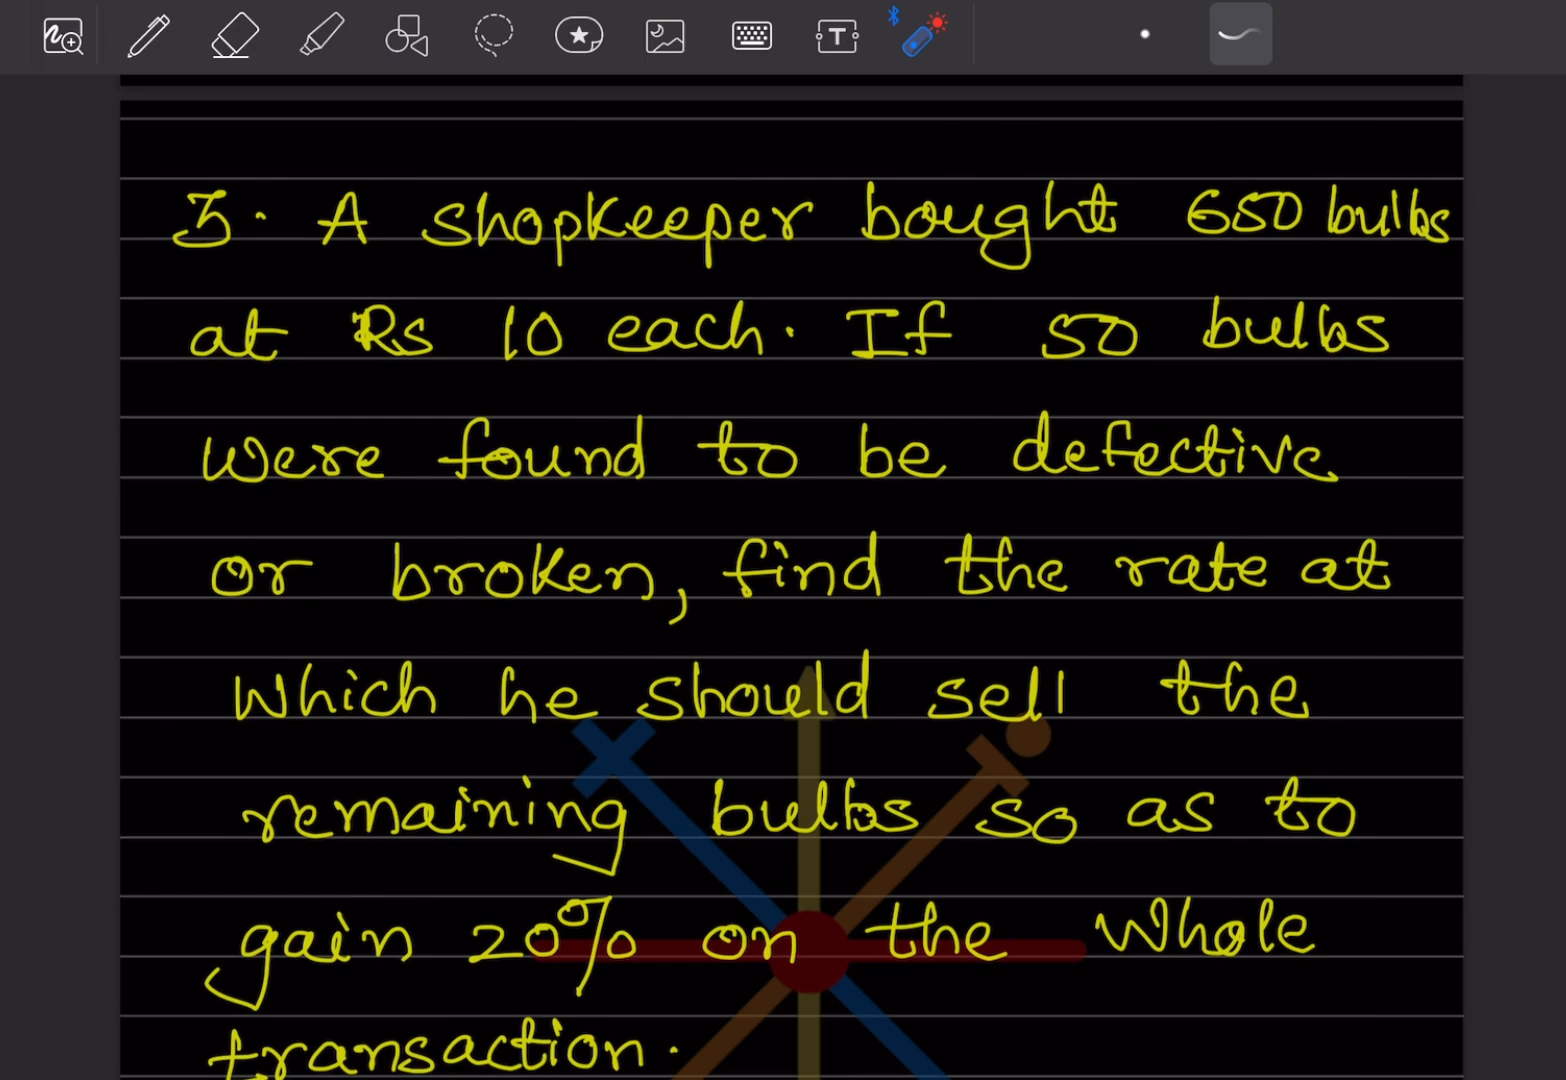 3. A shopkeeper bought 650 bulbs
at Rs 10 each. If 50 bulbs
were found to be defective
or broken, find the rate at
which he should sell the
remaining bulbs so as to
gain 20% on the whole
transaction.